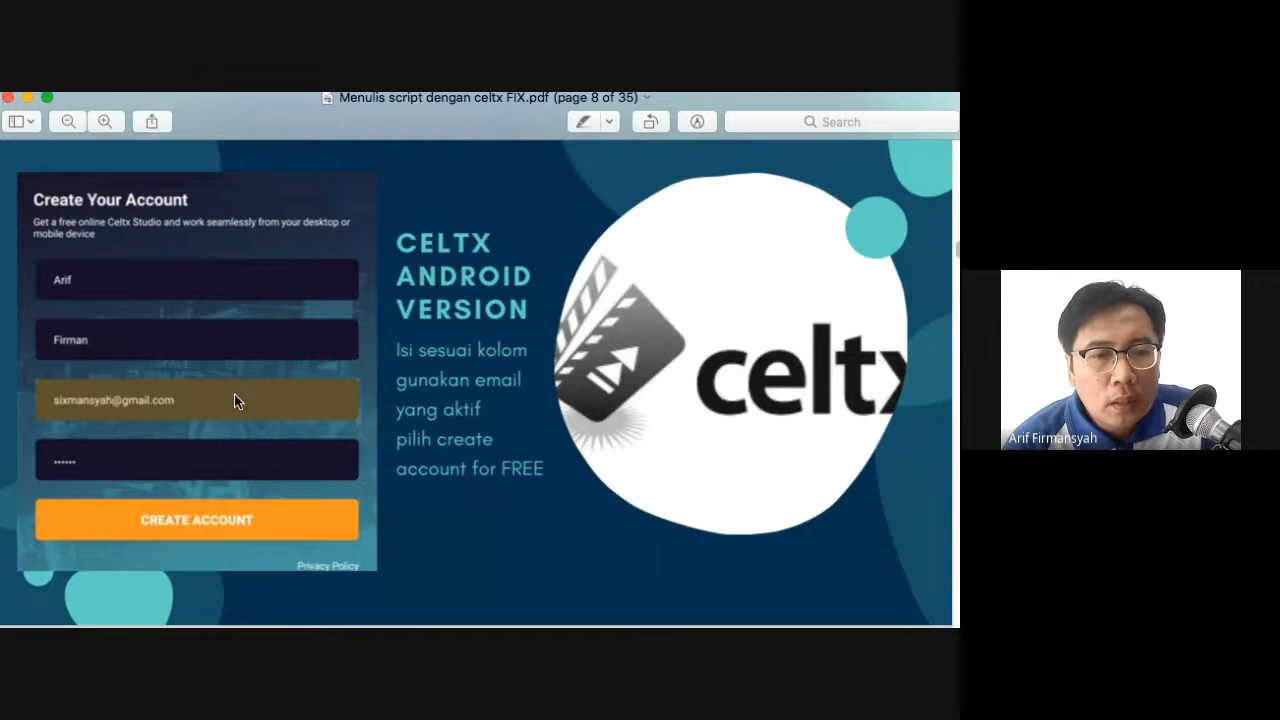 Menulis script dengan celtx FIX.pdf (page 8 of 35)
Search
Create Your Account
Get a free online Celtx Studio and work seamlessly from your desktop or
mobile device
Arif
Firman
sixmansyah@gmail.com
••••••
CREATE ACCOUNT
Privacy Policy
CELTX
ANDROID
VERSION
Isi sesuai kolom
gunakan email
yang aktif
pilih create
account for FREE
celtx
Arif Firmansyah